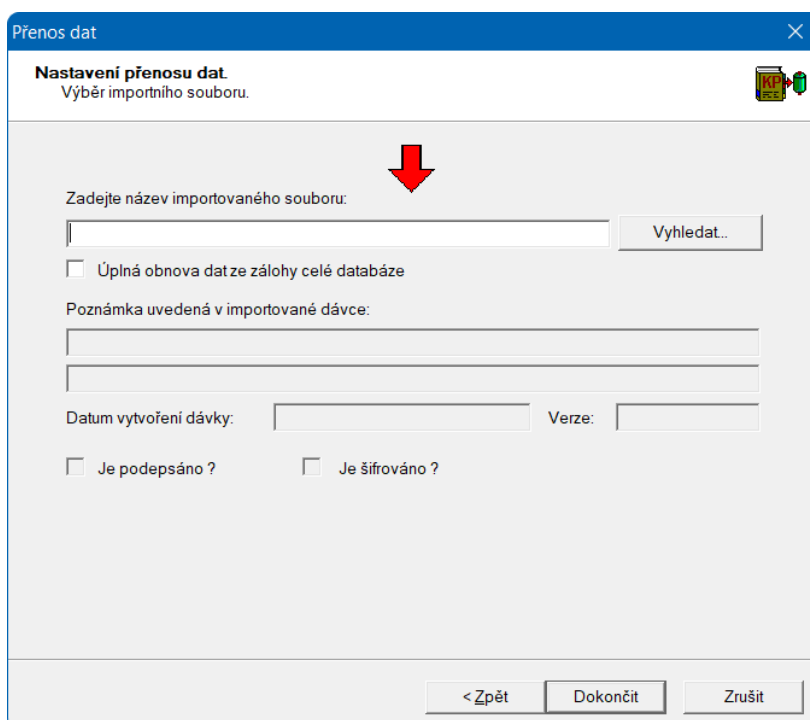 Přenos dat
Nastavení přenosu dat.
Výběr importního souboru.
KP
Zadejte název importovaného souboru:
Vyhledat...
Úplná obnova dat ze zálohy celé databáze
Poznámka uvedená v importované dávce:
Datum vytvoření dávky: Verze:
Je podepsáno ? Je šifrováno ?
< Zpět Dokončit Zrušit